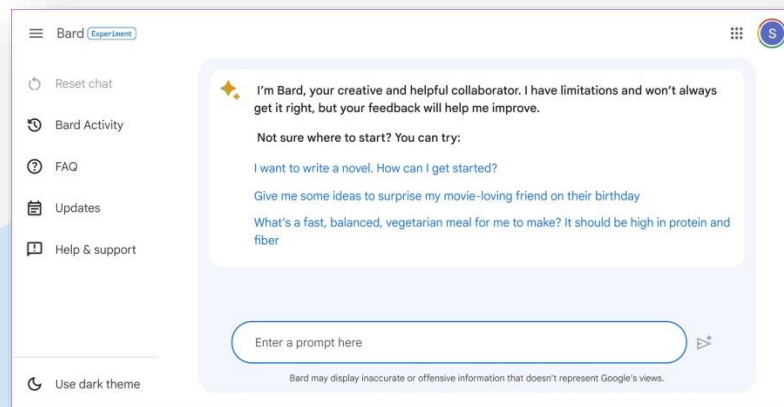 Bard Experiment
S
Reset chat
Bard Activity
FAQ
Updates
Help & support
Use dark theme
I'm Bard, your creative and helpful collaborator. I have limitations and won't always
get it right, but your feedback will help me improve.
Not sure where to start? You can try:
I want to write a novel. How can I get started?
Give me some ideas to surprise my movie-loving friend on their birthday
What's a fast, balanced, vegetarian meal for me to make? It should be high in protein and
fiber
Enter a prompt here
Bard may display inaccurate or offensive information that doesn't represent Google's views.